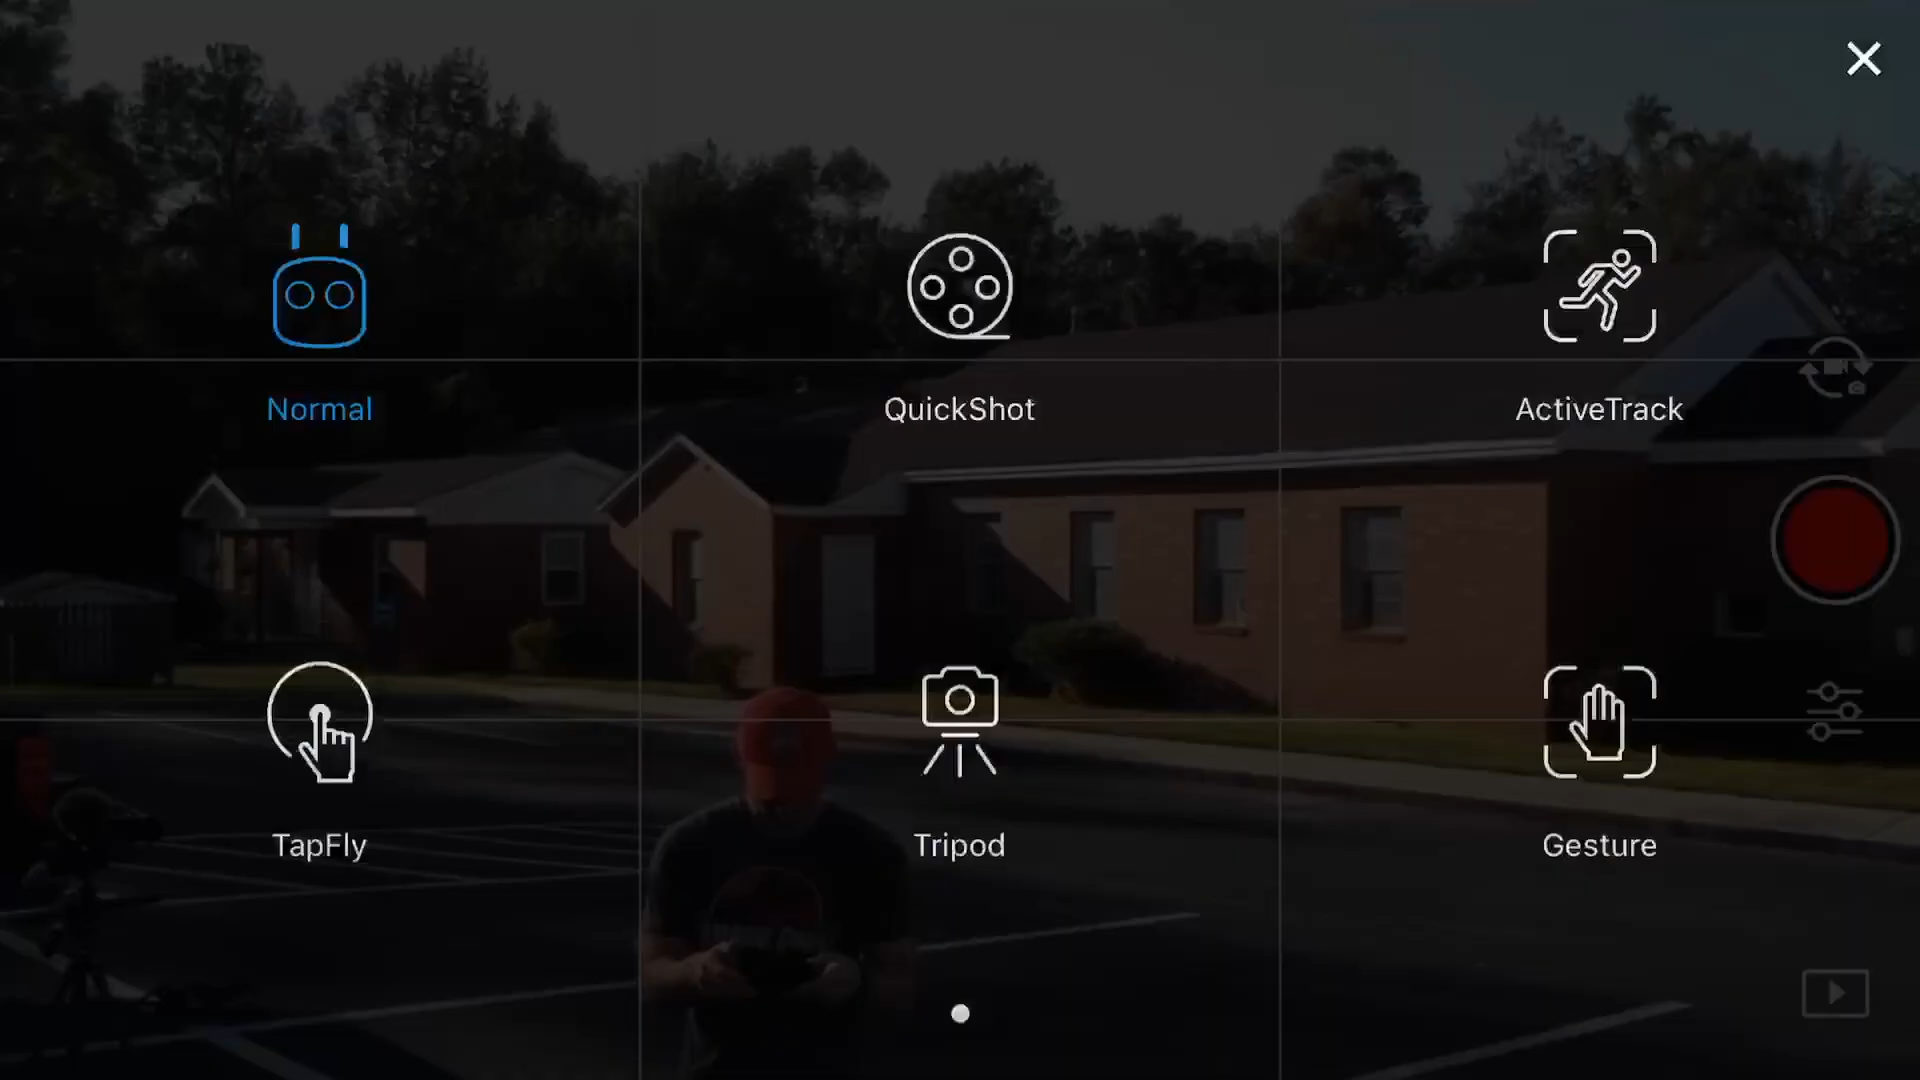 Normal
QuickShot
ActiveTrack
TapFly
Tripod
Gesture